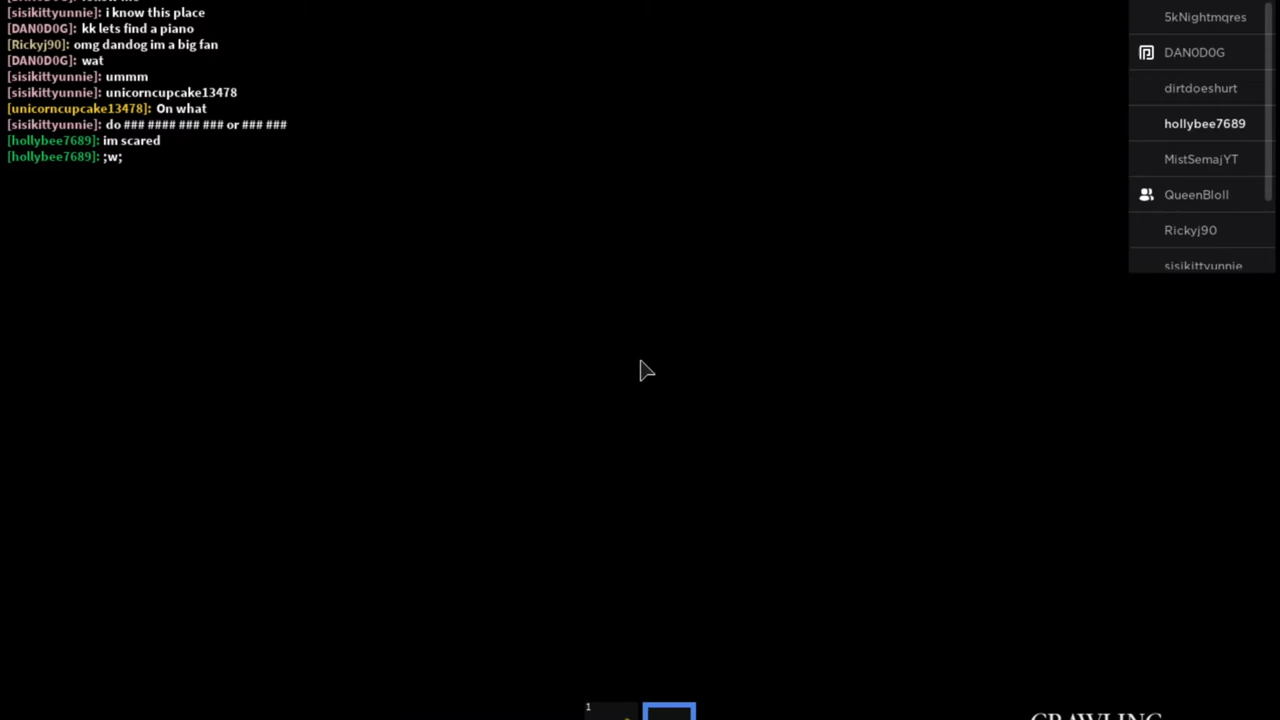 [sisikittyunnie]: i know this place
[DAN0D0G]: kk lets find a piano
[Rickyj90]: omg dandog im a big fan
[DAN0D0G]: wat
[sisikittyunnie]: ummm
[sisikittyunnie]: unicorncupcake13478
[unicorncupcake13478]: On what
[sisikittyunnie]: do ### #### ### ### or ### ###
[hollybee7689]: im scared
[hollybee7689]: ;w;
5kNightmqres
DAN0D0G
dirtdoeshurt
hollybee7689
MistSemajYT
QueenBloll
Rickyj90
sisikittyunnie
1
CRAWLING